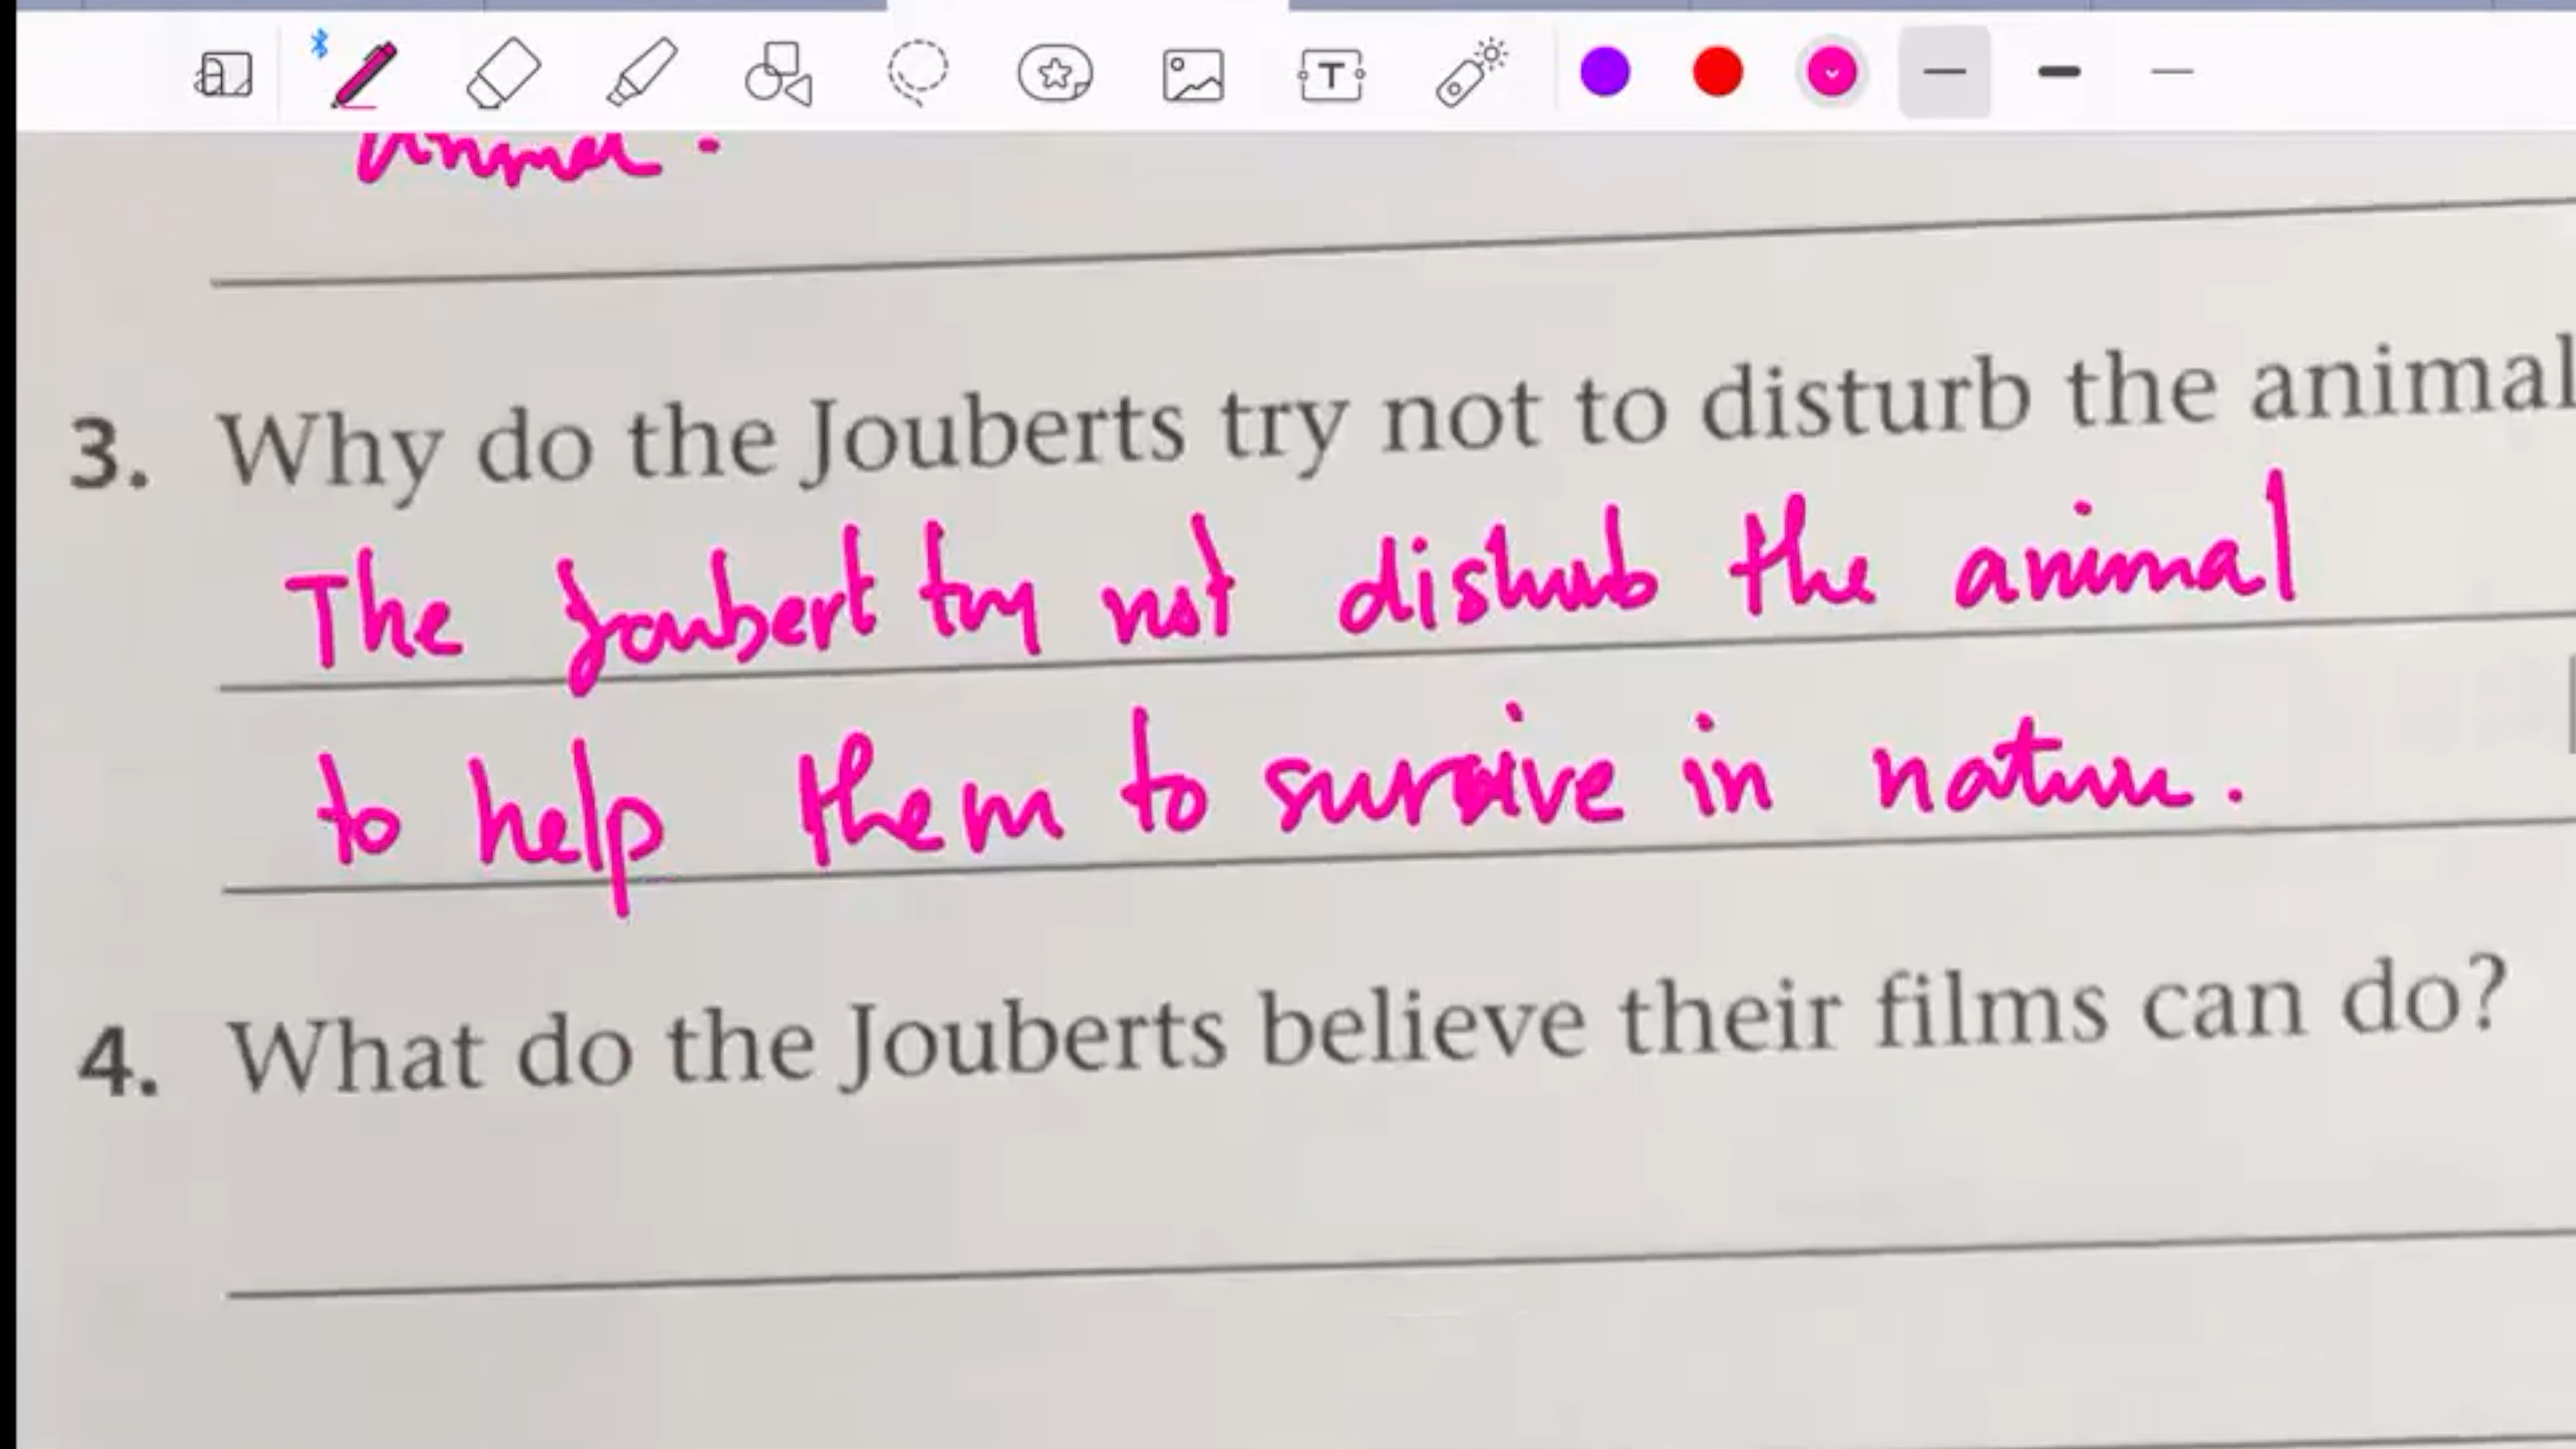 animal.
3. Why do the Jouberts try not to disturb the animal
The Joubert try not disturb the animal
to help them to survive in nature.
4. What do the Jouberts believe their films can do?